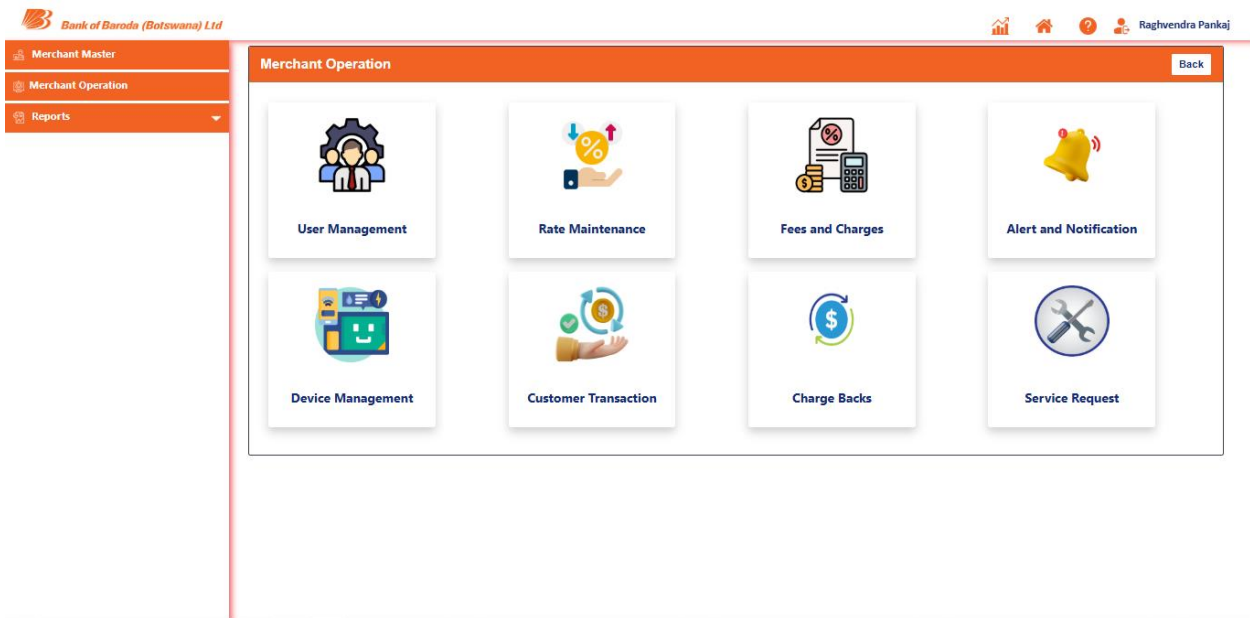 Bank of Baroda (Botswana) Ltd
Raghvendra Pankaj
Merchant Master
Merchant Operation
Reports
Merchant Operation
Back
User Management
Rate Maintenance
Fees and Charges
Alert and Notification
Device Management
Customer Transaction
Charge Backs
Service Request